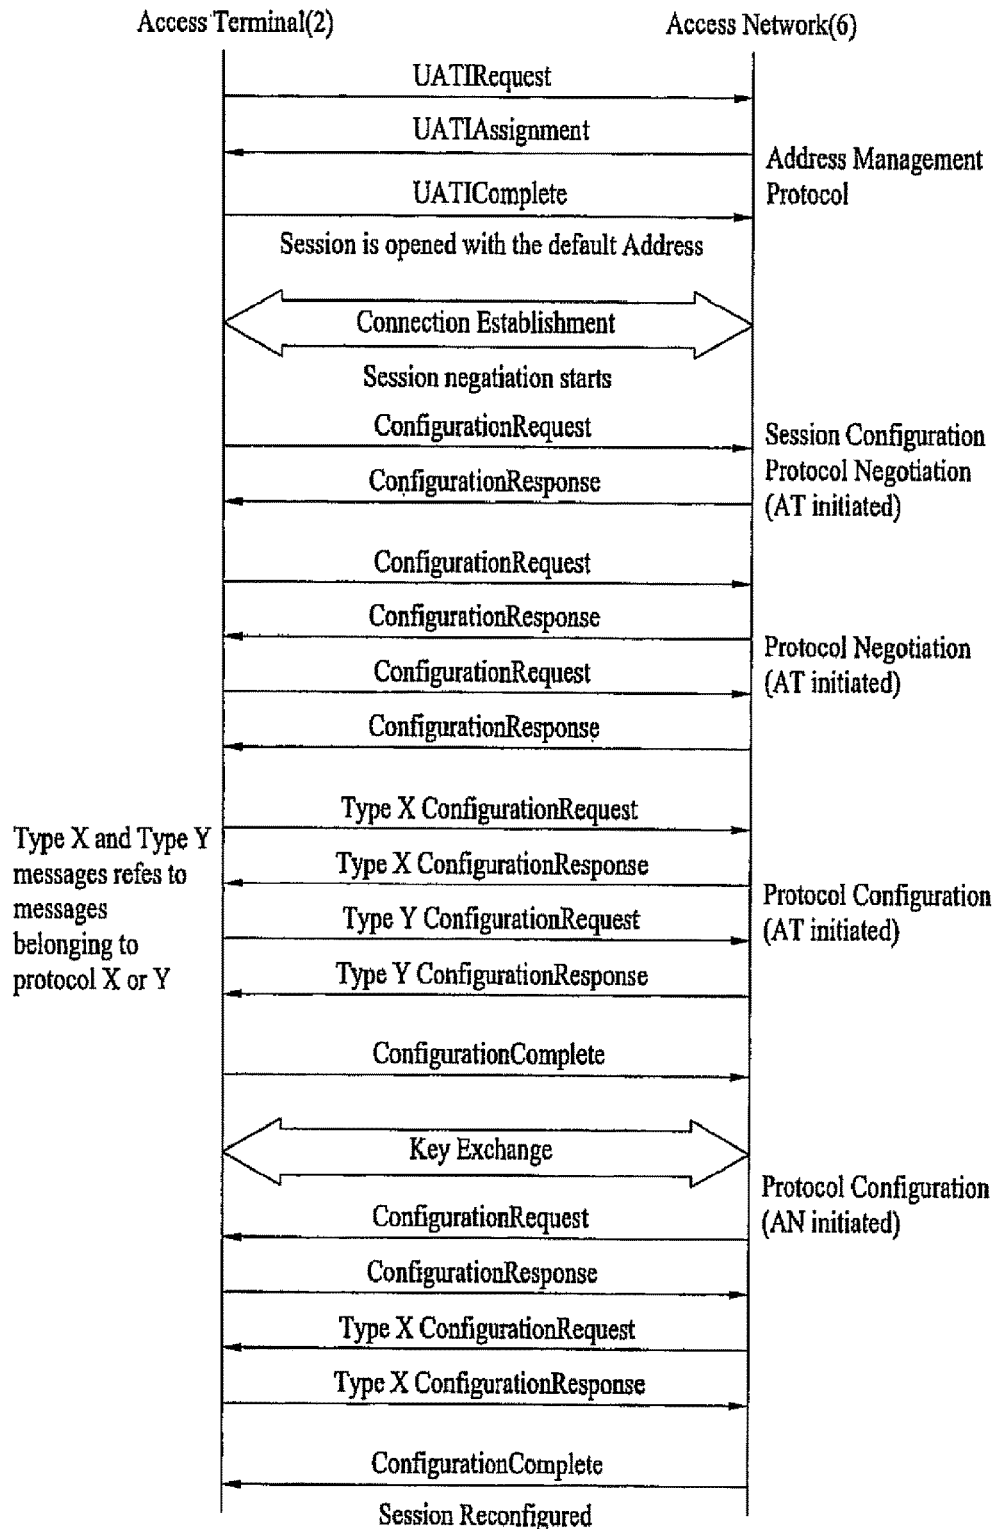 Access Terminal(2)
Access Network(6)
UATIRequest
UATIAssignment
Address Management
Protocol
UATIComplete
Session is opened with the default Address
Connection Establishment
Session negatiation starts
ConfigurationRequest
Session Configuration
Protocol Negotiation
(AT initiated)
ConfigurationResponse
ConfigurationRequest
ConfigurationResponse
Protocol Negotiation
(AT initiated)
ConfigurationRequest
ConfigurationResponse
Type X ConfigurationRequest
Type X and Type Y
messages refes to
messages
belonging to
protocol X or Y
Type X ConfigurationResponse
Protocol Configuration
(AT initiated)
Type Y ConfigurationRequest
Type Y ConfigurationResponse
ConfigurationComplete
Key Exchange
Protocol Configuration
(AN initiated)
ConfigurationRequest
ConfigurationResponse
Type X ConfigurationRequest
Type X ConfigurationResponse
ConfigurationComplete
Session Reconfigured